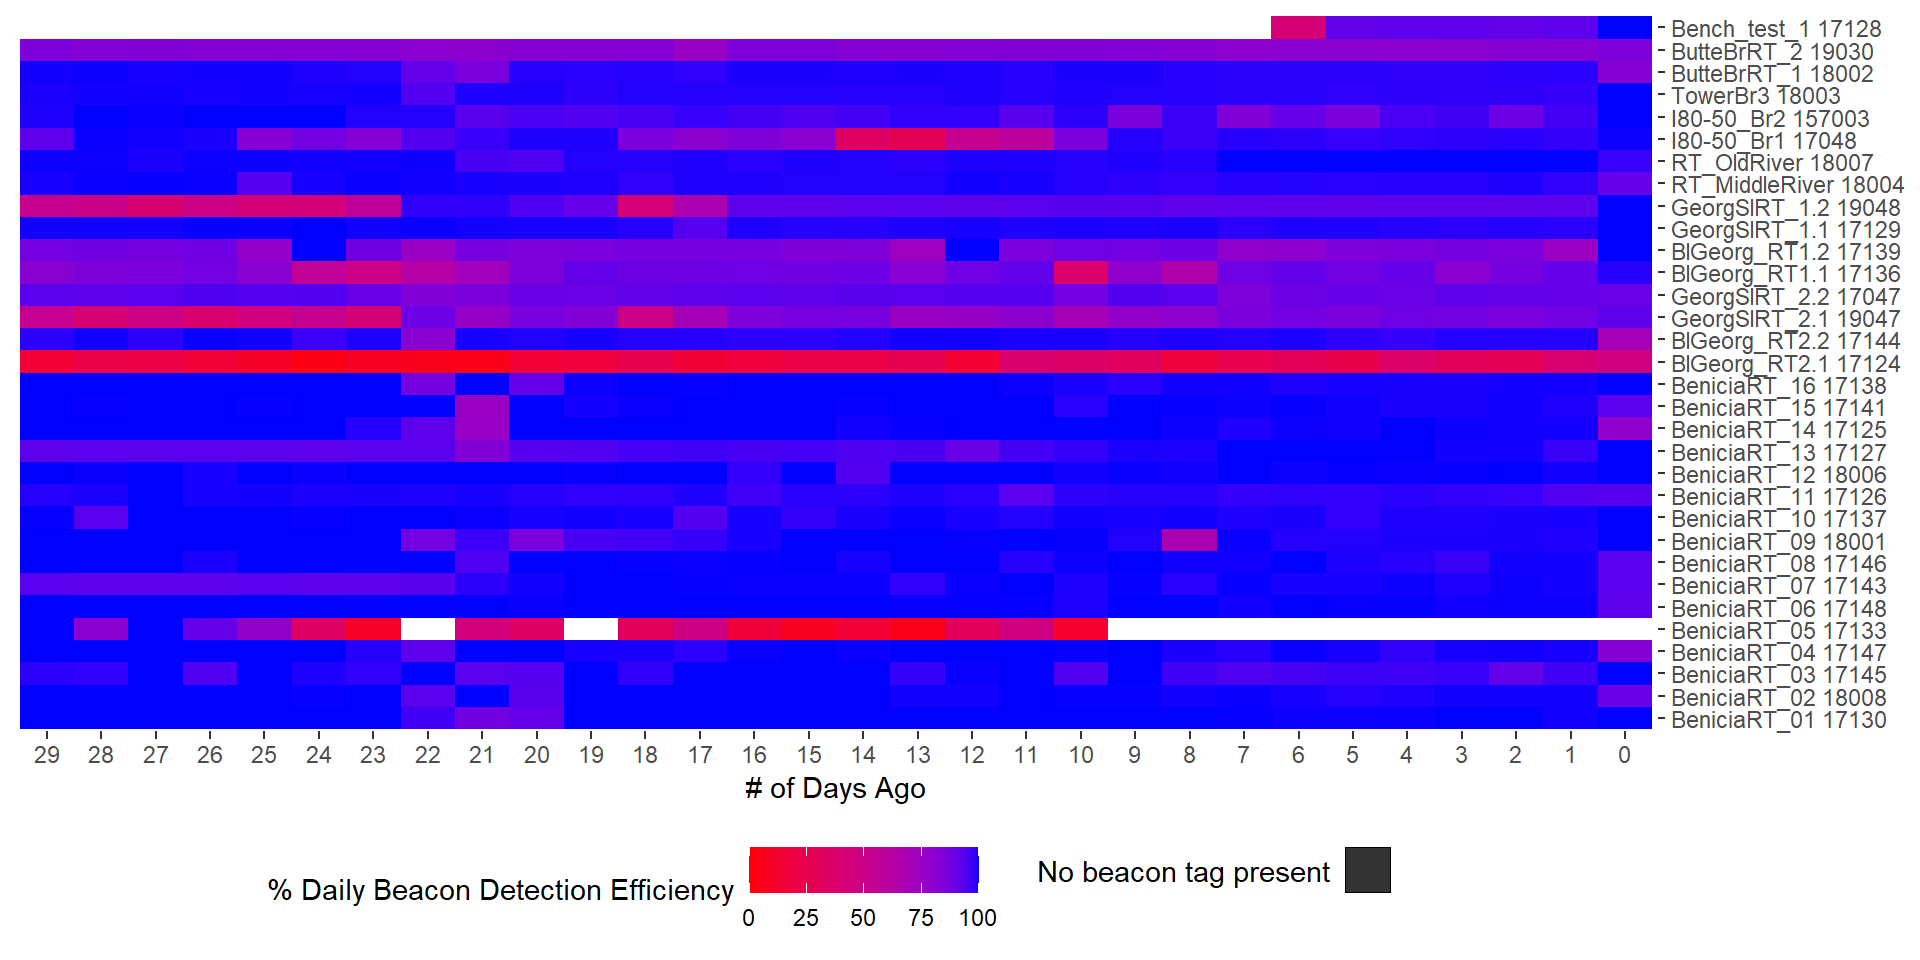 Bench_test_1 17128
ButteBrRT_2 19030
ButteBrRT_1 18002
TowerBr3 18003
I80-50_Br2 157003
I80-50_Br1 17048
RT_OldRiver 18007
RT_MiddleRiver 18004
GeorgSlRT_1.2 19048
GeorgSlRT_1.1 17129
BlGeorg_RT1.2 17139
BlGeorg_RT1.1 17136
GeorgSlRT_2.2 17047
GeorgSlRT_2.1 19047
BlGeorg_RT2.2 17144
BlGeorg_RT2.1 17124
BeniciaRT_16 17138
BeniciaRT_15 17141
BeniciaRT_14 17125
BeniciaRT_13 17127
BeniciaRT_12 18006
BeniciaRT_11 17126
BeniciaRT_10 17137
BeniciaRT_09 18001
BeniciaRT_08 17146
BeniciaRT_07 17143
BeniciaRT_06 17148
BeniciaRT_05 17133
BeniciaRT_04 17147
BeniciaRT_03 17145
BeniciaRT_02 18008
BeniciaRT_01 17130
29 28 27 26 25 24 23 22 21 20 19 18 17 16 15 14 13 12 11 10 9 8 7 6 5 4 3 2 1 0
# of Days Ago
% Daily Beacon Detection Efficiency
0 25 50 75 100
No beacon tag present